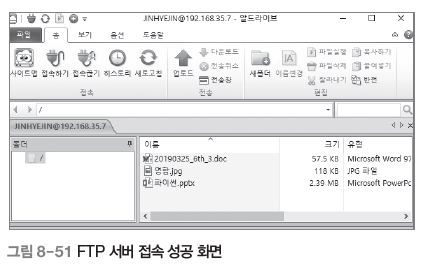 JINHYEJIN@192.168.35.7 - 알드라이브
파일 홈 보기 옵션 도움말
사이트맵 접속하기 접속끊기 히스토리 새로고침
접속
업로드 다운로드
전송취소
전송창
전송
새폴더 이름변경
파일설정 복사하기
파일삭제 붙여넣기
잘라내기 반전
편집
/
JINHYEJIN@192.168.35.7
폴더
/
이름 크기 유형
20190325_6th_3.doc 57.5 KB Microsoft Word 97
명함.jpg 118 KB JPG 파일
파이썬.pptx 2.39 MB Microsoft PowerPc
그림 8-51 FTP 서버 접속 성공 화면